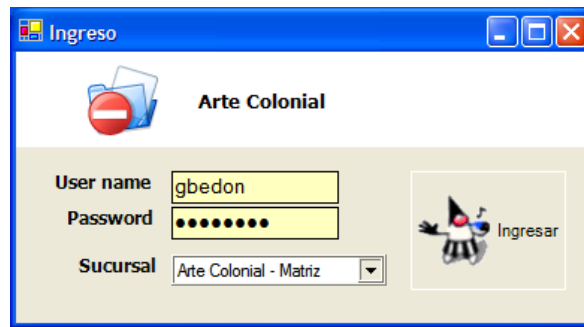 Ingreso
Arte Colonial
User name gbedon
Password ●●●●●●●●
Sucursal Arte Colonial - Matriz
Ingresar